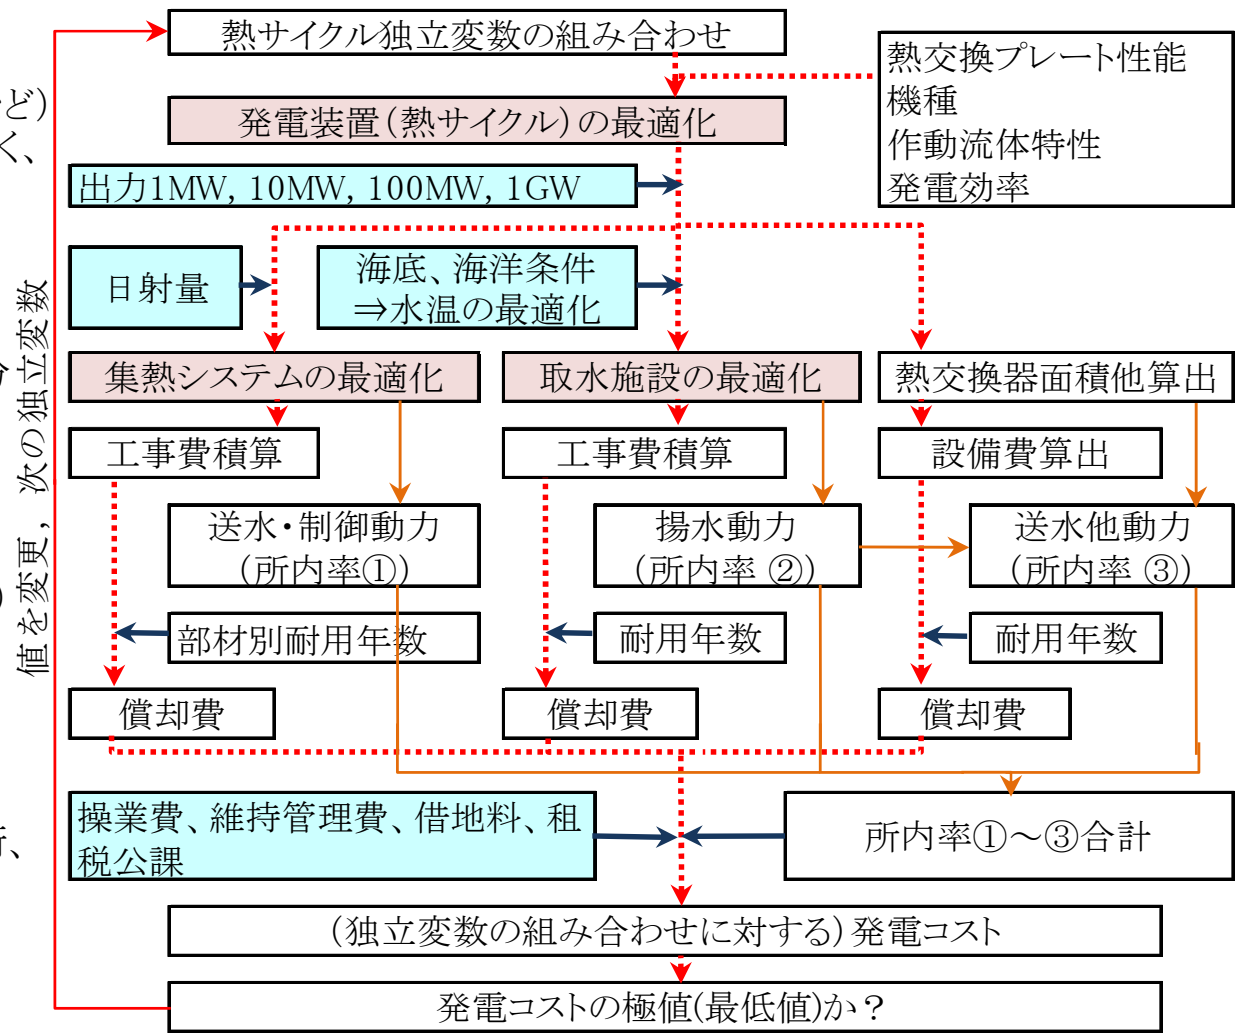 熱サイクル独立変数の組み合わせ
熱交換プレート性能
機種
作動流体特性
発電効率
ど）
く、
発電装置（熱サイクル）の最適化
出力1MW, 10MW, 100MW, 1GW
日射量
海底、海洋条件
⇒水温の最適化
値を変更，次の独立変数
集熱システムの最適化
取水施設の最適化
熱交換器面積他算出
工事費積算
工事費積算
設備費算出
送水・制御動力
（所内率①）
揚水動力
（所内率 ②）
送水他動力
（所内率 ③）
）
部材別耐用年数
耐用年数
耐用年数
償却費
償却費
償却費
操業費、維持管理費、借地料、租
税公課
所内率①～③合計
、
（独立変数の組み合わせに対する）発電コスト
発電コストの極値(最低値)か？